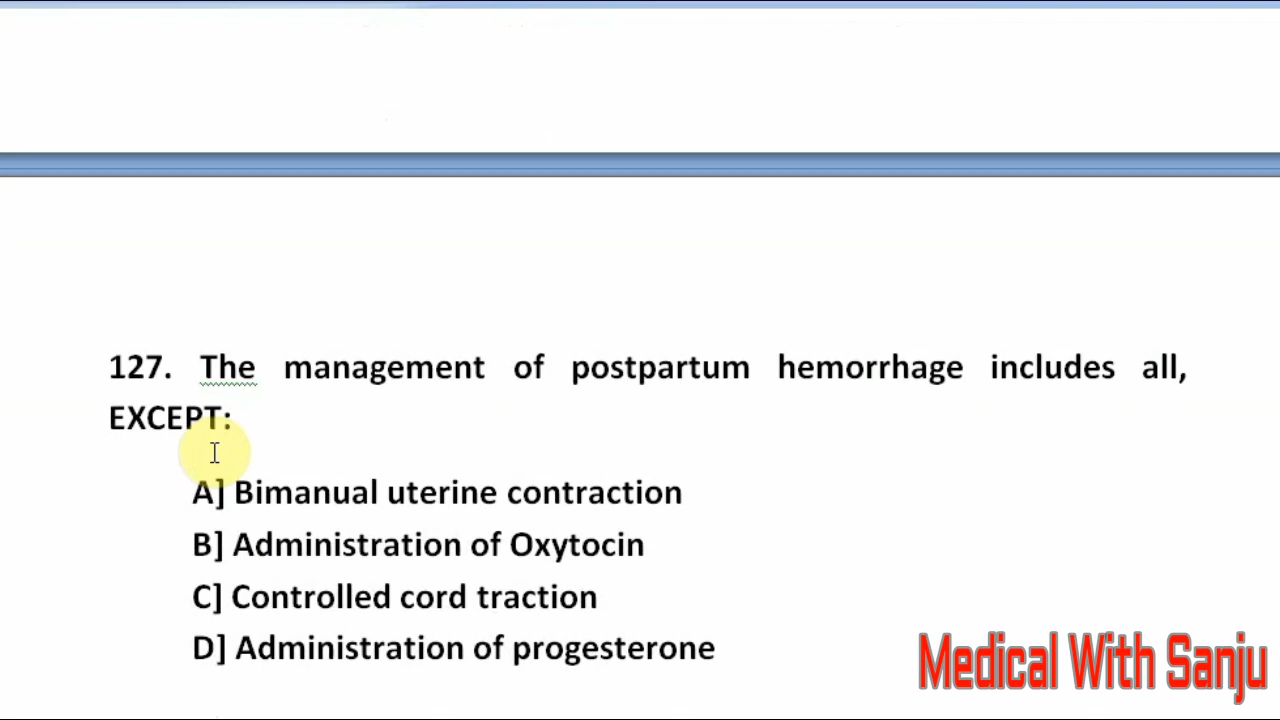 127. The management of postpartum hemorrhage includes all,
EXCEPT:
A] Bimanual uterine contraction
B] Administration of Oxytocin
C] Controlled cord traction
D] Administration of progesterone
Medical With Sanju